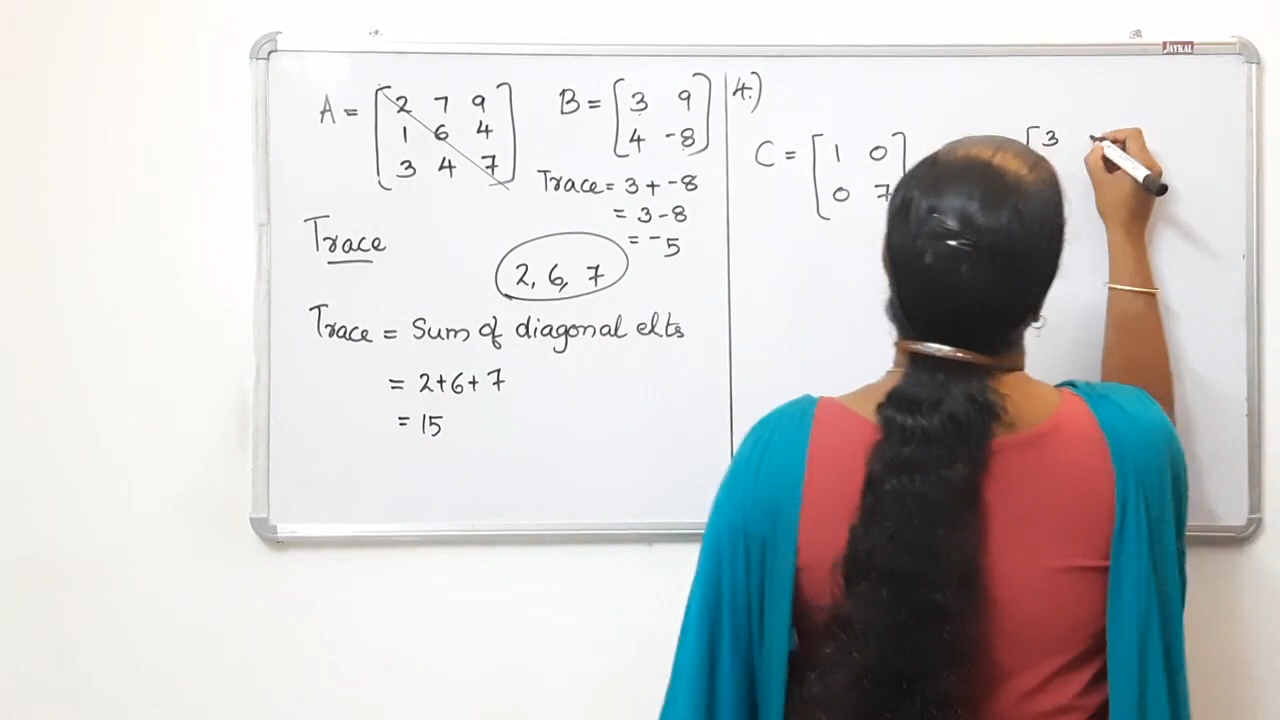 A = [2 7 9
1 6 4
3 4 7]
B = [3 9
4 -8]
Trace = 3 + -8
= 3 - 8
= -5
Trace
2, 6, 7
Trace = Sum of diagonal elts
= 2+6+7
= 15
4.)
C = [1 0]
0 7
[3
JAYKAL